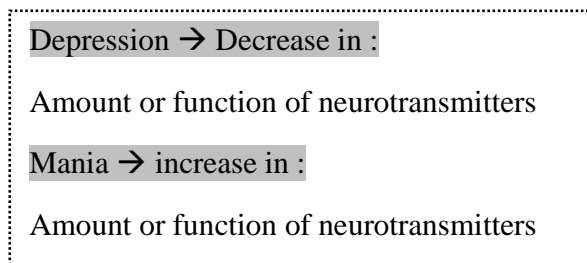 Depression → Decrease in :
Amount or function of neurotransmitters
Mania → increase in :
Amount or function of neurotransmitters